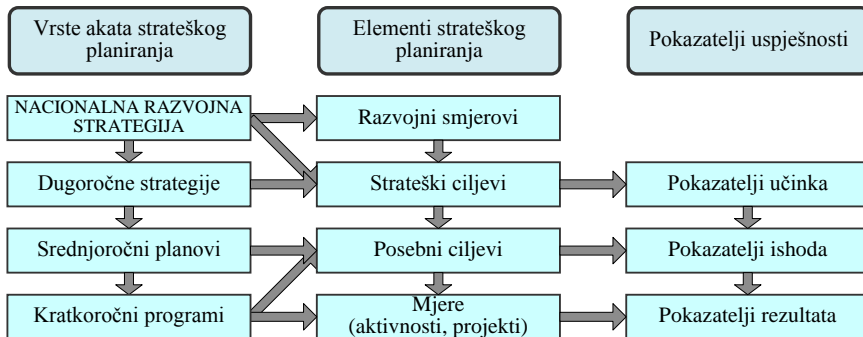 Vrste akata strateškog
planiranja
Elementi strateškog
planiranja
Pokazatelji uspješnosti
NACIONALNA RAZVOJNA
STRATEGIJA
Razvojni smjerovi
Dugoročne strategije
Strateški ciljevi
Pokazatelji učinka
Srednjoročni planovi
Posebni ciljevi
Pokazatelji ishoda
Kratkoročni programi
Mjere
(aktivnosti, projekti)
Pokazatelji rezultata